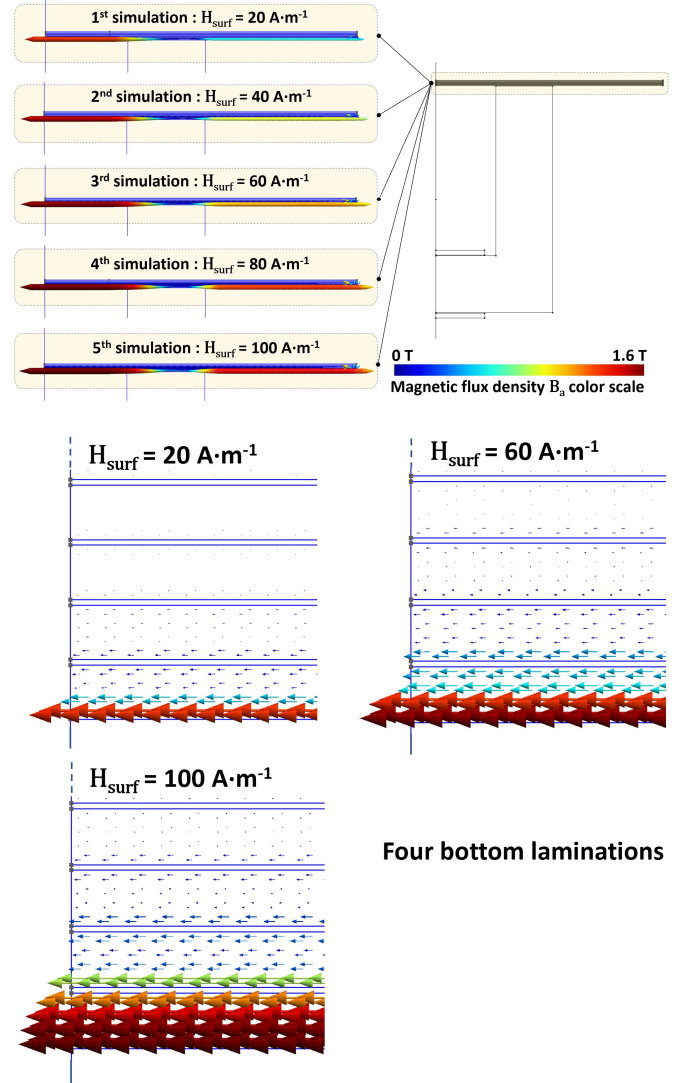 1st simulation : Hsurf = 20 A·m-1
2nd simulation : Hsurf = 40 A·m-1
3rd simulation : Hsurf = 60 A·m-1
4th simulation : Hsurf = 80 A·m-1
5th simulation : Hsurf = 100 A·m-1
0 T 1.6 T
Magnetic flux density Ba color scale
Hsurf = 20 A·m-1
Hsurf = 60 A·m-1
Hsurf = 100 A·m-1
Four bottom laminations